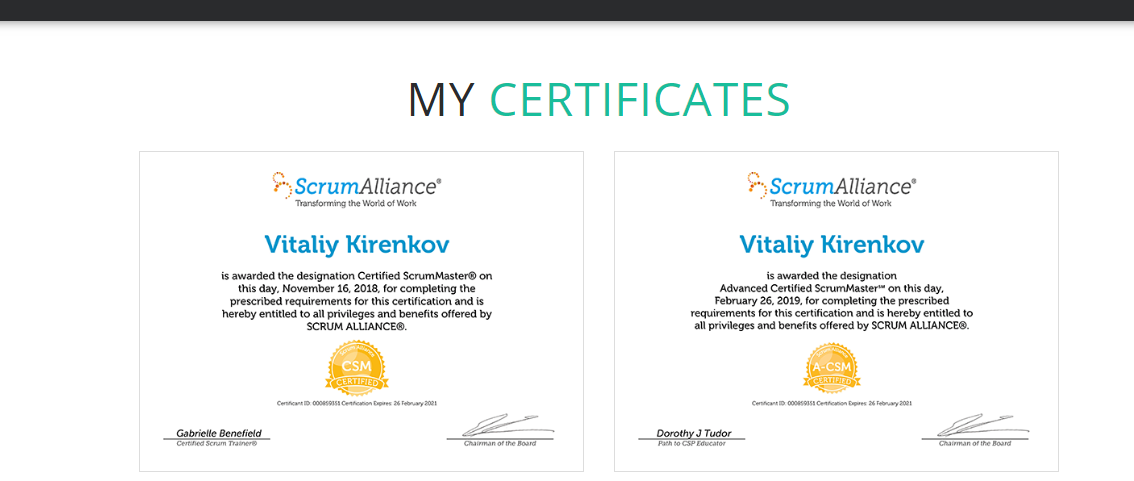 MY CERTIFICATES
ScrumAlliance®
Transforming the World of Work
Vitaliy Kirenkov
is awarded the designation Certified ScrumMaster® on
this day, November 16, 2018, for completing the
prescribed requirements for this certification and is
hereby entitled to all privileges and benefits offered by
SCRUM ALLIANCE®.
CSM
CERTIFIED
Certificant ID: 000859353 Certification Expires: 26 February 2021
Gabrielle Benefield
Certified Scrum Trainer®
Chairman of the Board
ScrumAlliance®
Transforming the World of Work
Vitaliy Kirenkov
is awarded the designation
Advanced Certified ScrumMaster℠ on this day,
February 26, 2019, for completing the prescribed
requirements for this certification and is hereby entitled to
all privileges and benefits offered by SCRUM ALLIANCE®.
A-CSM
CERTIFIED
Certificant ID: 000859353 Certification Expires: 26 February 2021
Dorothy J Tudor
Path to CSP Educator
Chairman of the Board